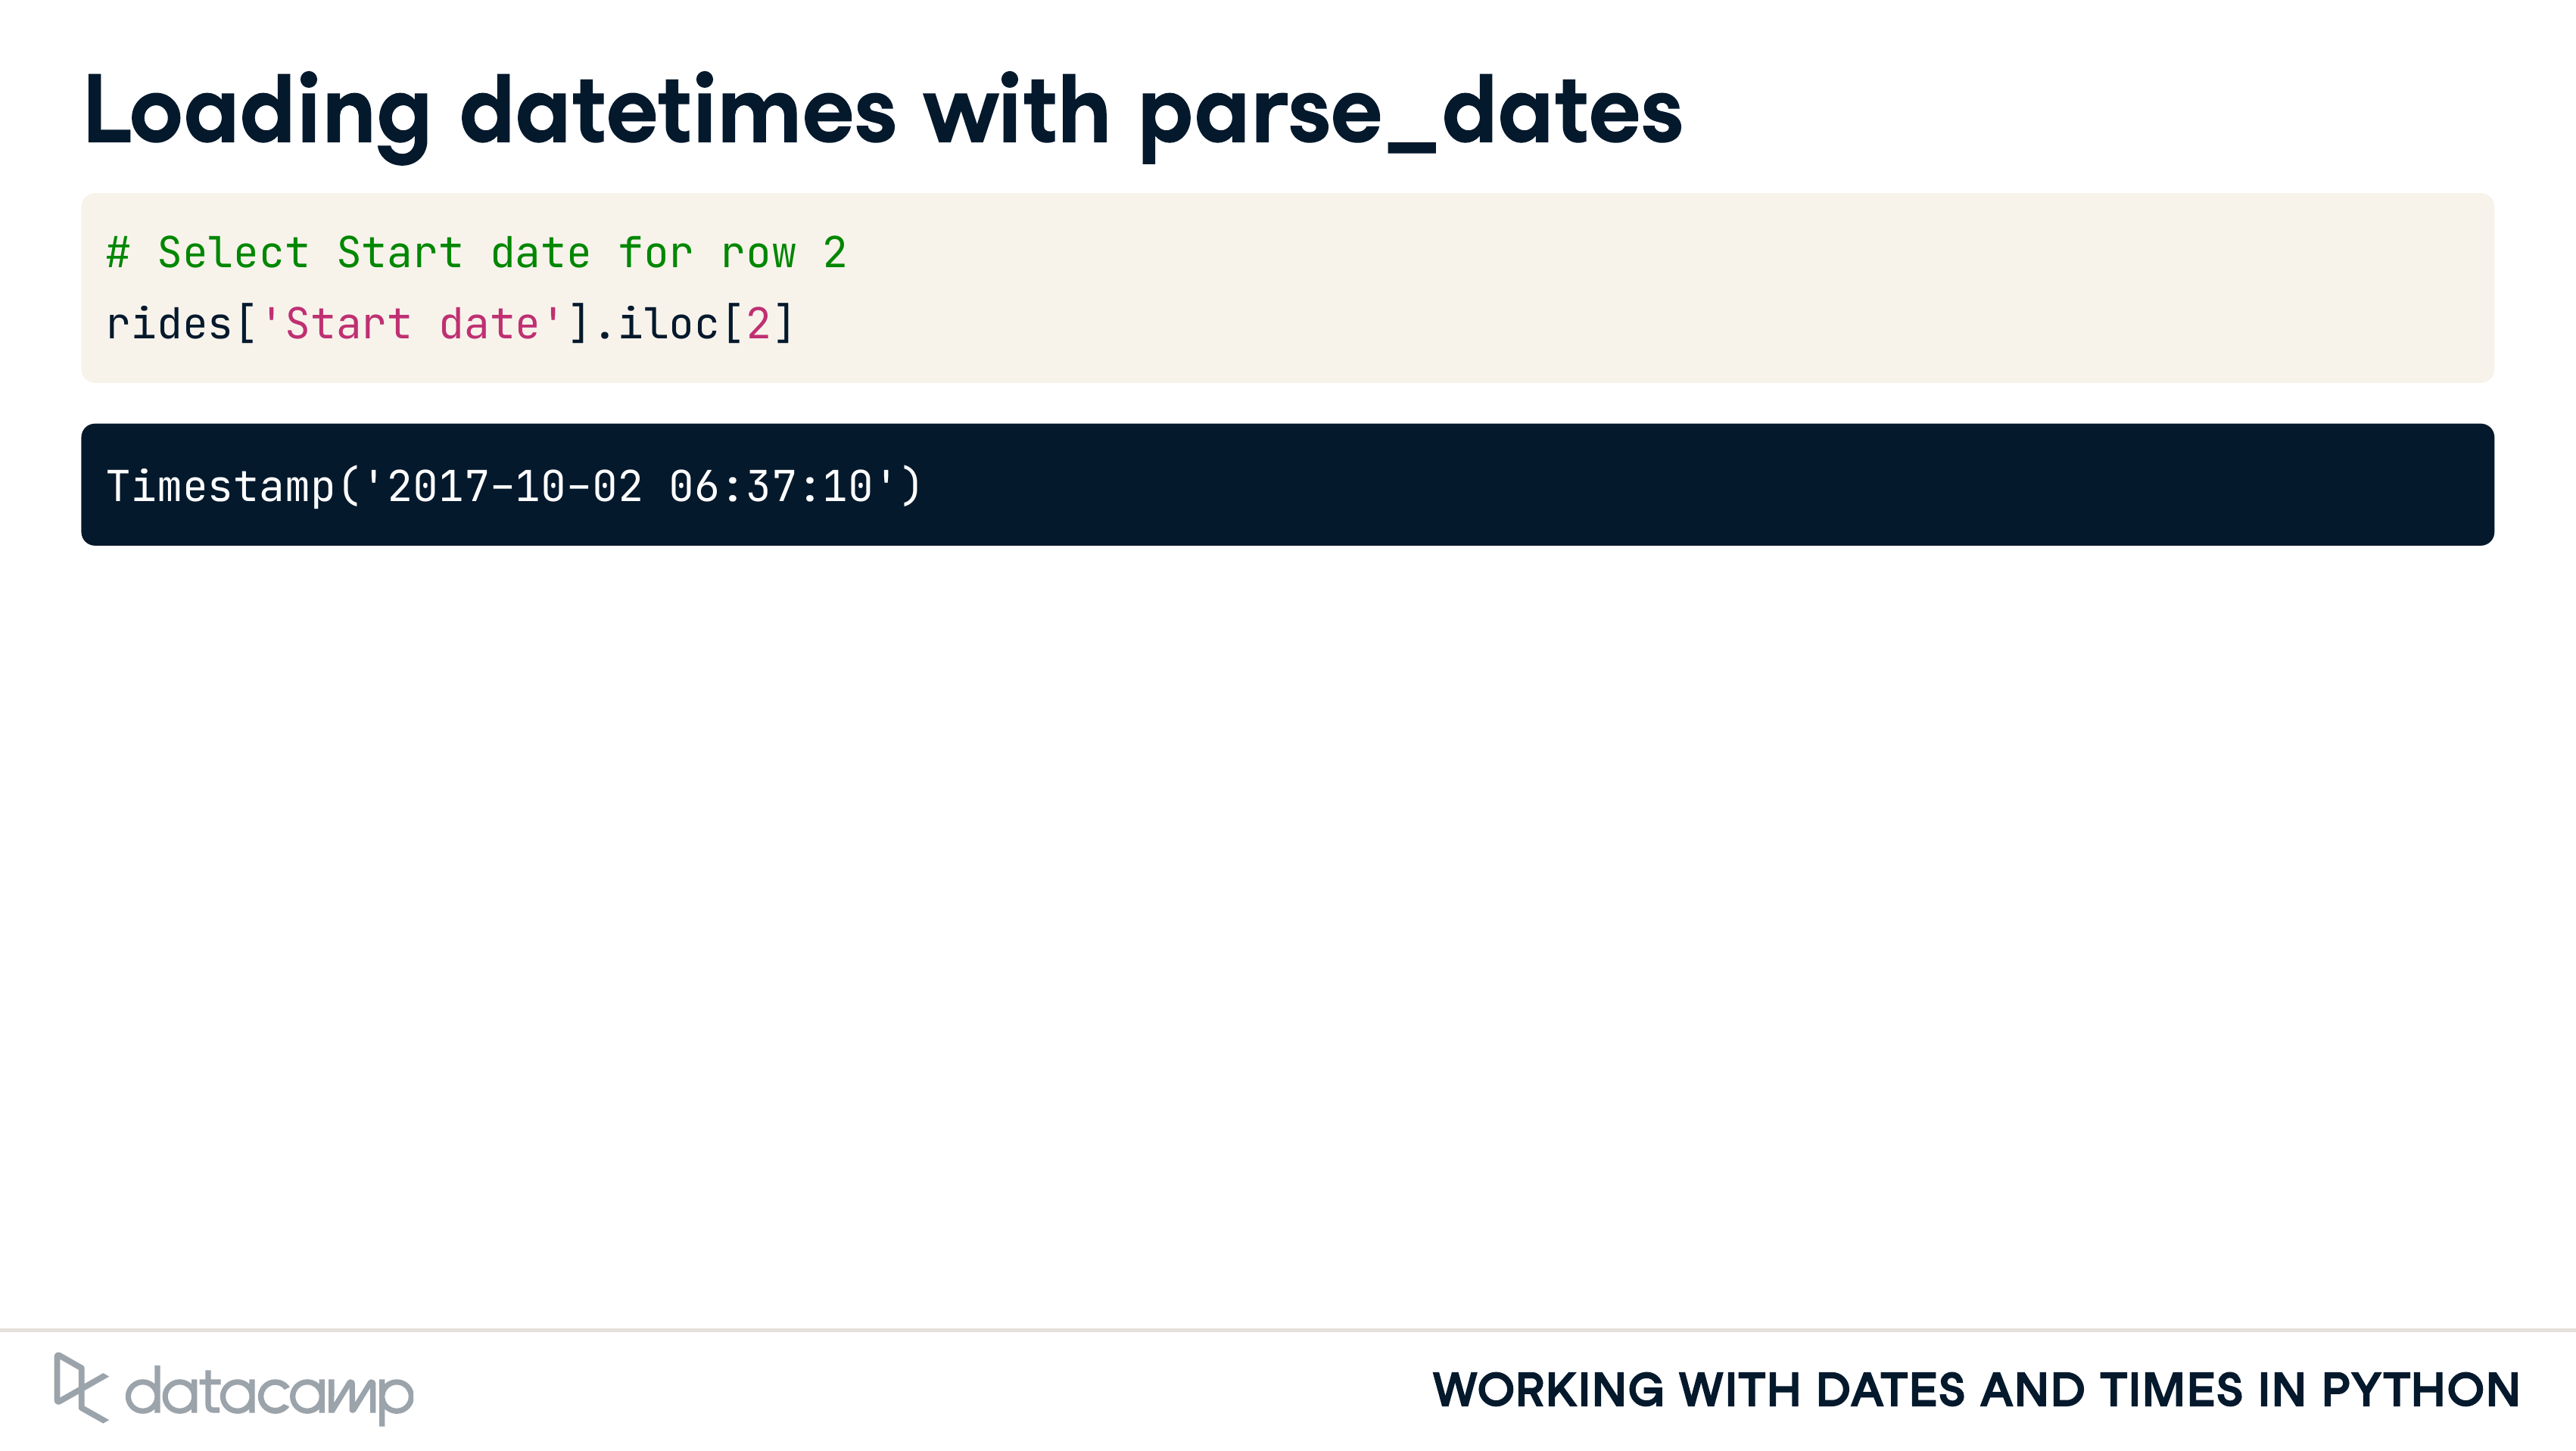 Loading datetimes with parse_dates
# Select Start date for row 2
rides['Start date'].iloc[2]
Timestamp('2017-10-02 06:37:10')
datacamp
WORKING WITH DATES AND TIMES IN PYTHON